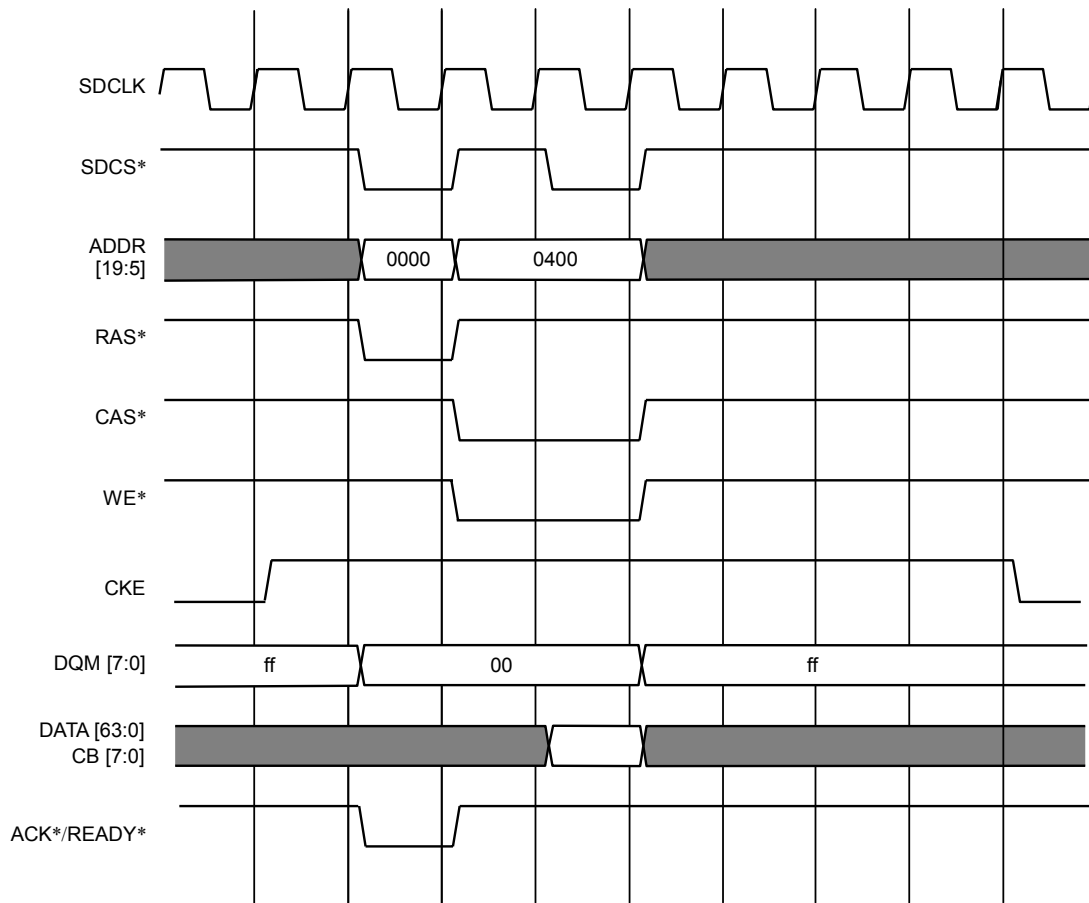 SDCLK
SDCS*
ADDR
[19:5]
0000 0400
RAS*
CAS*
WE*
CKE
DQM [7:0]
ff 00 ff
DATA [63:0]
CB [7:0]
ACK*/READY*